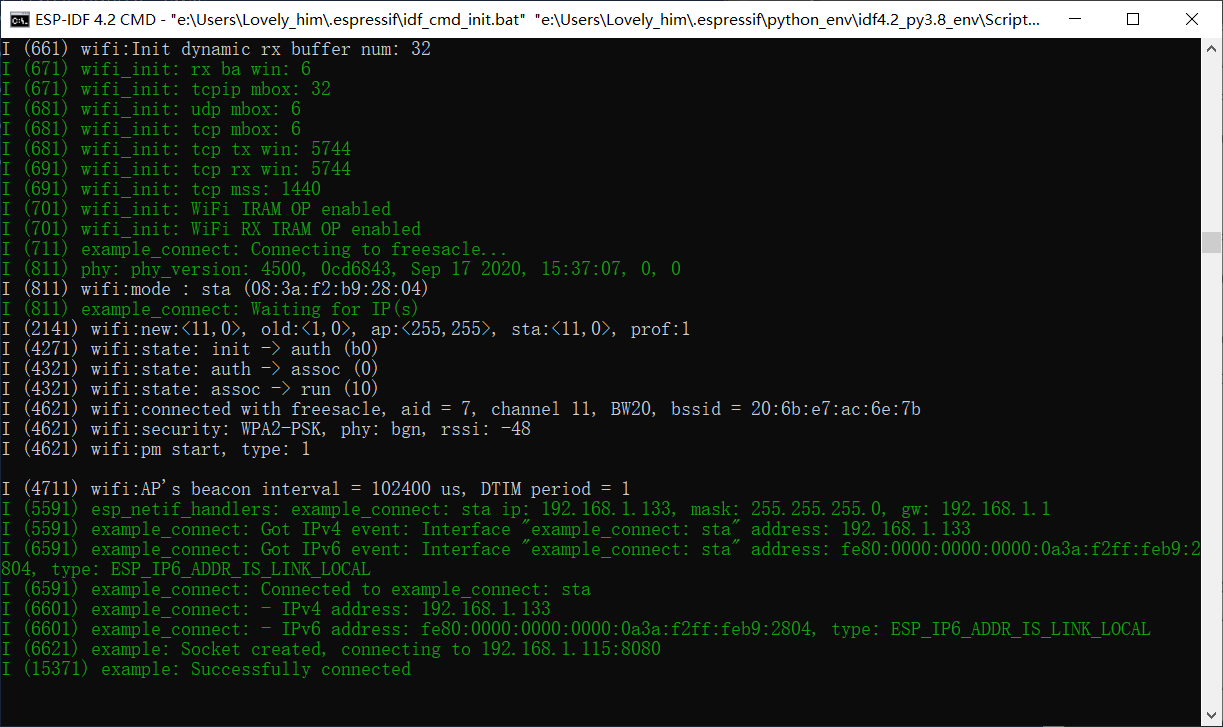 ESP-IDF 4.2 CMD - "e:\Users\Lovely_him\.espressif\idf_cmd_init.bat"  "e:\Users\Lovely_him\.espressif\python_env\idf4.2_py3.8_env\Script...
I (661) wifi:Init dynamic rx buffer num: 32
I (671) wifi_init: rx ba win: 6
I (671) wifi_init: tcpip mbox: 32
I (681) wifi_init: udp mbox: 6
I (681) wifi_init: tcp mbox: 6
I (681) wifi_init: tcp tx win: 5744
I (691) wifi_init: tcp rx win: 5744
I (691) wifi_init: tcp mss: 1440
I (701) wifi_init: WiFi IRAM OP enabled
I (701) wifi_init: WiFi RX IRAM OP enabled
I (711) example_connect: Connecting to freesacle...
I (811) phy: phy_version: 4500, 0cd6843, Sep 17 2020, 15:37:07, 0, 0
I (811) wifi:mode : sta (08:3a:f2:b9:28:04)
I (811) example_connect: Waiting for IP(s)
I (2141) wifi:new:<11,0>, old:<1,0>, ap:<255,255>, sta:<11,0>, prof:1
I (4271) wifi:state: init -> auth (b0)
I (4321) wifi:state: auth -> assoc (0)
I (4321) wifi:state: assoc -> run (10)
I (4621) wifi:connected with freesacle, aid = 7, channel 11, BW20, bssid = 20:6b:e7:ac:6e:7b
I (4621) wifi:security: WPA2-PSK, phy: bgn, rssi: -48
I (4621) wifi:pm start, type: 1
I (4711) wifi:AP's beacon interval = 102400 us, DTIM period = 1
I (5591) esp_netif_handlers: example_connect: sta ip: 192.168.1.133, mask: 255.255.255.0, gw: 192.168.1.1
I (5591) example_connect: Got IPv4 event: Interface "example_connect: sta" address: 192.168.1.133
I (6591) example_connect: Got IPv6 event: Interface "example_connect: sta" address: fe80:0000:0000:0000:0a3a:f2ff:feb9:2
804, type: ESP_IP6_ADDR_IS_LINK_LOCAL
I (6591) example_connect: Connected to example_connect: sta
I (6601) example_connect: - IPv4 address: 192.168.1.133
I (6601) example_connect: - IPv6 address: fe80:0000:0000:0000:0a3a:f2ff:feb9:2804, type: ESP_IP6_ADDR_IS_LINK_LOCAL
I (6621) example: Socket created, connecting to 192.168.1.115:8080
I (15371) example: Successfully connected